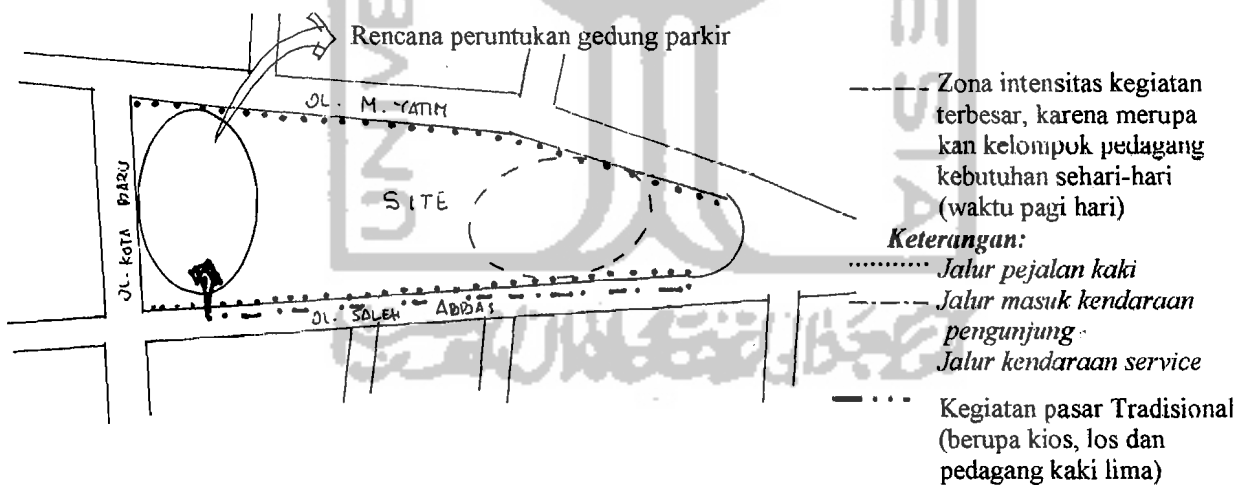 Rencana peruntukan gedung parkir
JL. M. YATIM
JL. KOTA BARU
SITE
JL. SALEH ABBAS
Zona intensitas kegiatan
terbesar, karena merupa
kan kelompok pedagang
kebutuhan sehari-hari
(waktu pagi hari)
Keterangan:
Jalur pejalan kaki
Jalur masuk kendaraan
pengunjung
Jalur kendaraan service
Kegiatan pasar Tradisional
(berupa kios, los dan
pedagang kaki lima)